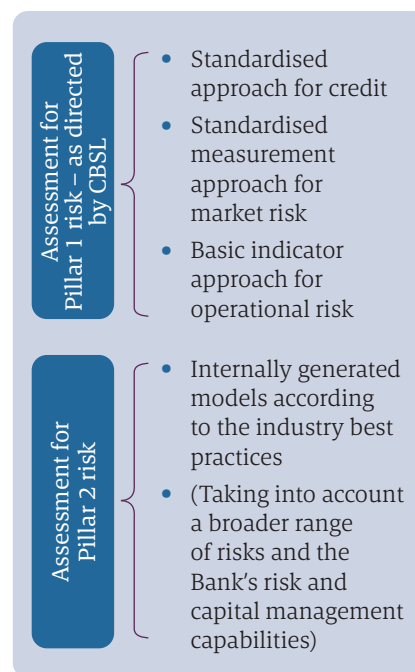 Assessment for
Pillar 1 risk – as directed
by CBSL
• Standardised
approach for credit
• Standardised
measurement
approach for
market risk
• Basic indicator
approach for
operational risk
Assessment for
Pillar 2 risk
• Internally generated
models according
to the industry best
practices
• (Taking into account
a broader range
of risks and the
Bank’s risk and
capital management
capabilities)